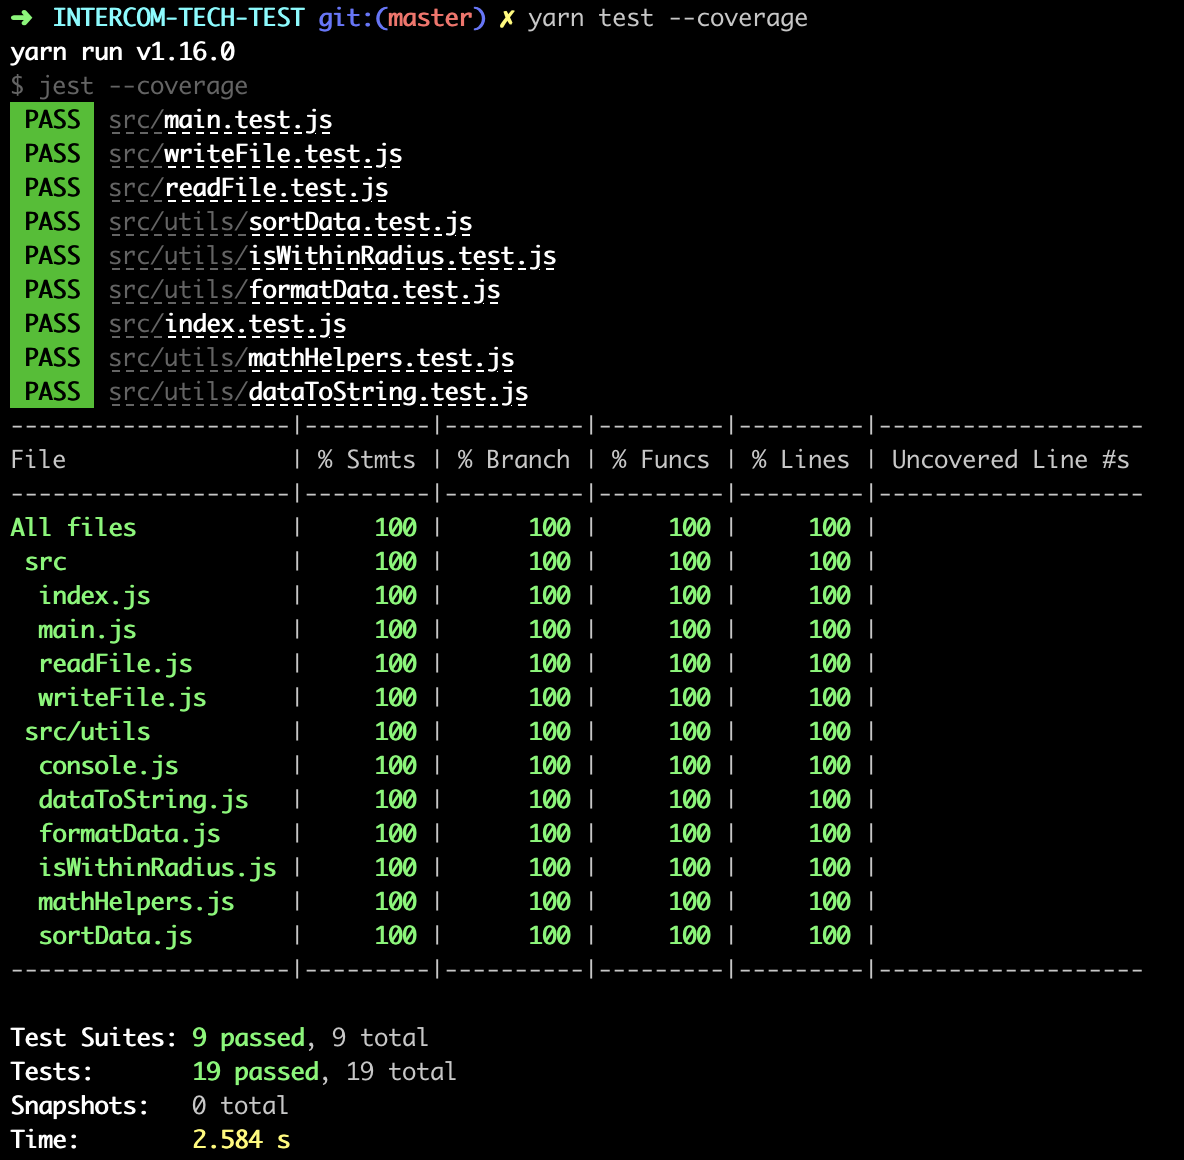 ➜  INTERCOM-TECH-TEST git:(master) ✗ yarn test --coverage
yarn run v1.16.0
$ jest --coverage
 PASS  src/main.test.js
 PASS  src/writeFile.test.js
 PASS  src/readFile.test.js
 PASS  src/utils/sortData.test.js
 PASS  src/utils/isWithinRadius.test.js
 PASS  src/utils/formatData.test.js
 PASS  src/index.test.js
 PASS  src/utils/mathHelpers.test.js
 PASS  src/utils/dataToString.test.js
--------------------|---------|----------|---------|---------|-------------------
File                | % Stmts | % Branch | % Funcs | % Lines | Uncovered Line #s
--------------------|---------|----------|---------|---------|-------------------
All files           |     100 |      100 |     100 |     100 |
 src                |     100 |      100 |     100 |     100 |
  index.js          |     100 |      100 |     100 |     100 |
  main.js           |     100 |      100 |     100 |     100 |
  readFile.js       |     100 |      100 |     100 |     100 |
  writeFile.js      |     100 |      100 |     100 |     100 |
 src/utils          |     100 |      100 |     100 |     100 |
  console.js        |     100 |      100 |     100 |     100 |
  dataToString.js   |     100 |      100 |     100 |     100 |
  formatData.js     |     100 |      100 |     100 |     100 |
  isWithinRadius.js |     100 |      100 |     100 |     100 |
  mathHelpers.js    |     100 |      100 |     100 |     100 |
  sortData.js       |     100 |      100 |     100 |     100 |
--------------------|---------|----------|---------|---------|-------------------
Test Suites: 9 passed, 9 total
Tests:       19 passed, 19 total
Snapshots:   0 total
Time:        2.584 s